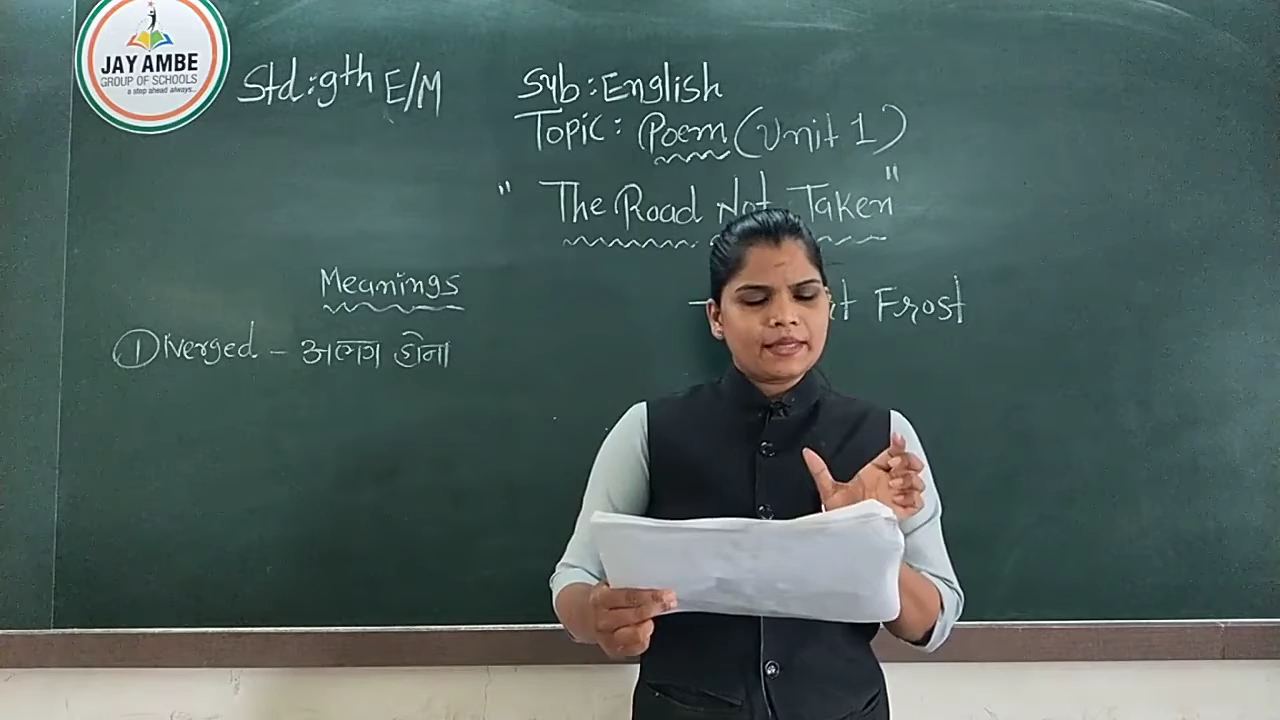 JAY AMBE
GROUP OF SCHOOLS
a step ahead always...
Std:9th E/M
Sub:English
Topic: Poem (Unit 1)
"The Road Not Taken"
Meanings
- t Frost
① Diverged - अलग होना